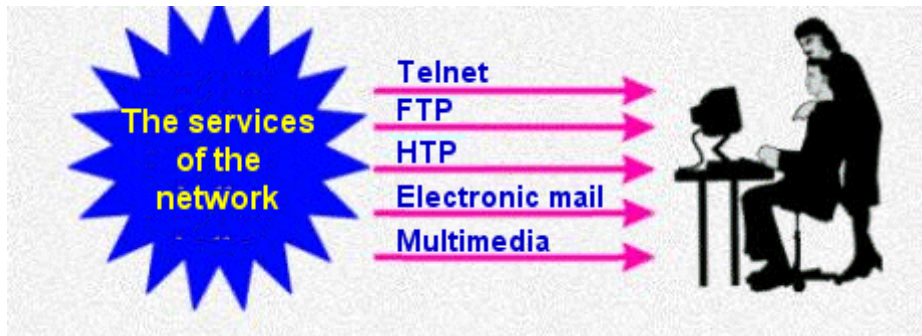 The services
of the
network
Telnet
FTP
HTP
Electronic mail
Multimedia